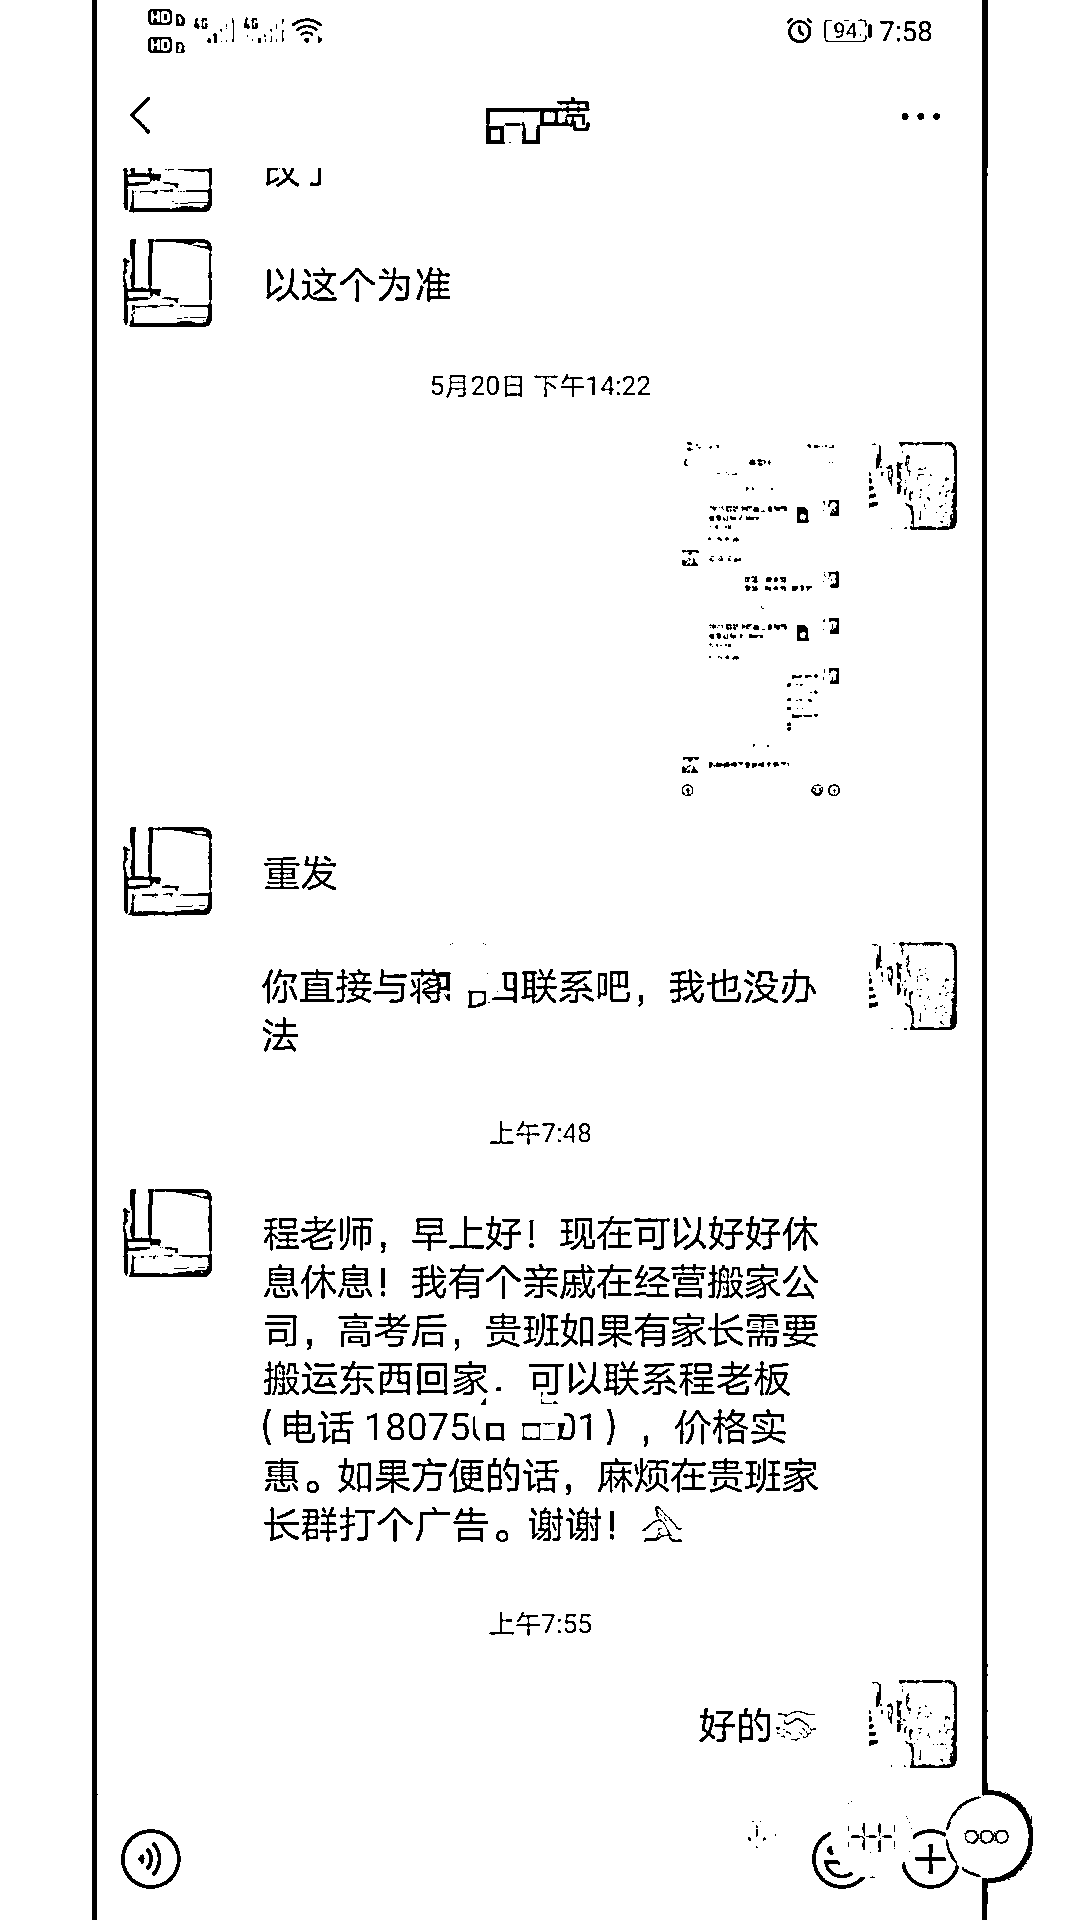 HD 1 4G 4G
HD 2
94 7:58
宽
改了
以这个为准
5月20日 下午14:22
重发
你直接与蒋 联系吧，我也没办
法
上午7:48
程老师，早上好！现在可以好好休
息休息！我有个亲戚在经营搬家公
司，高考后，贵班如果有家长需要
搬运东西回家．可以联系程老板
（电话 18075 01），价格实
惠。如果方便的话，麻烦在贵班家
长群打个广告。谢谢！
上午7:55
好的